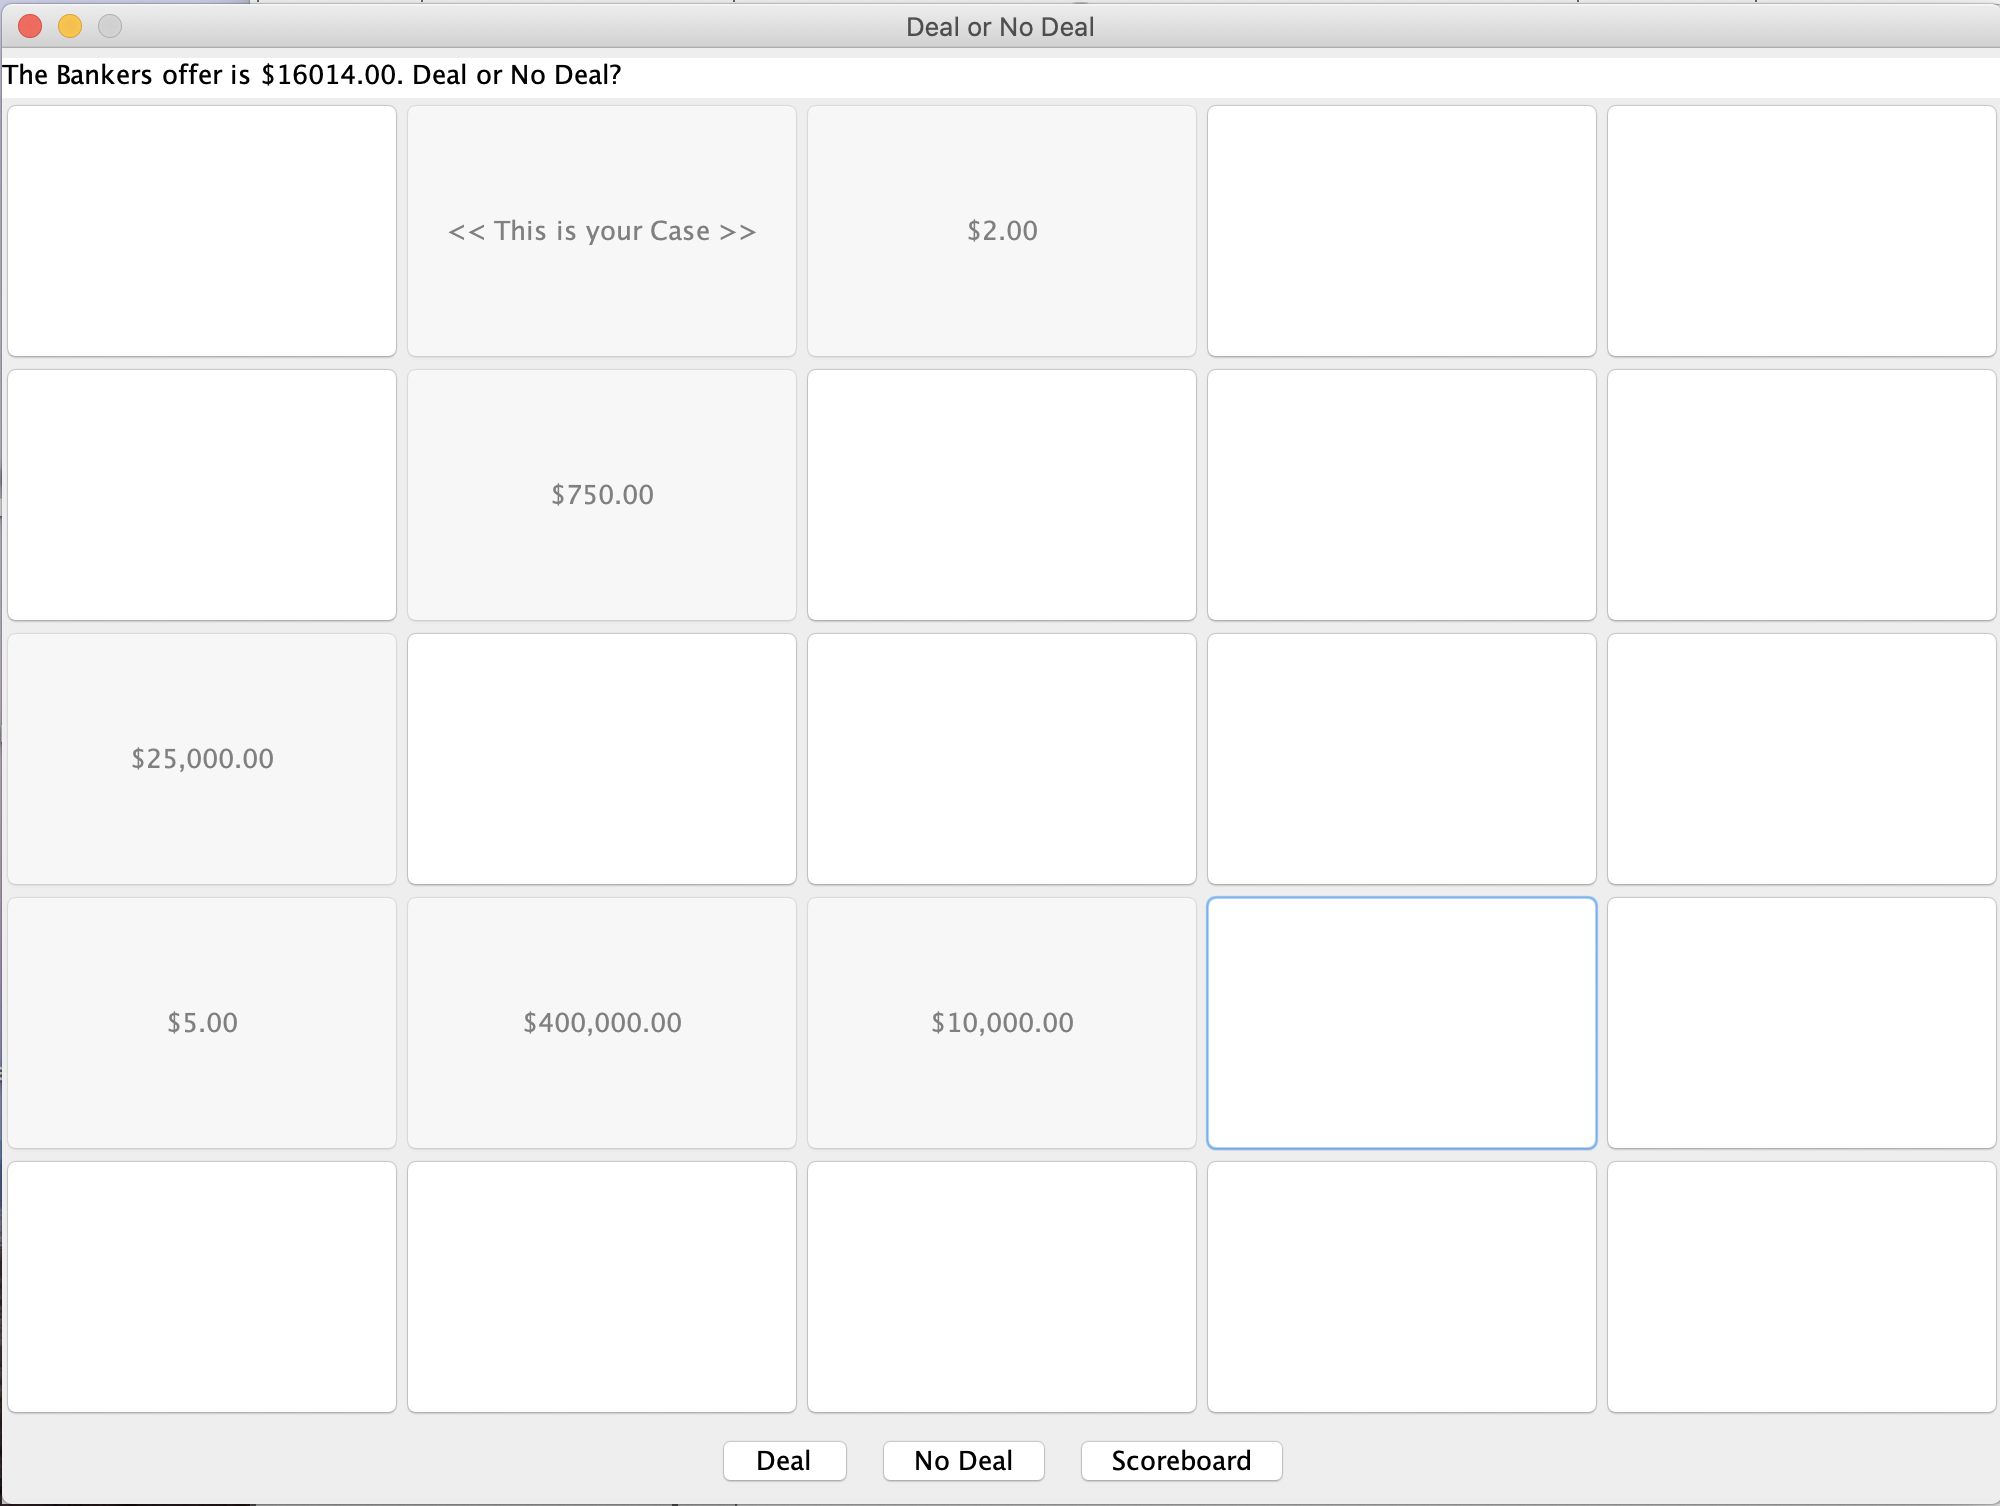 Deal or No Deal
The Bankers offer is $16014.00. Deal or No Deal?
<< This is your Case >>
$2.00
$750.00
$25,000.00
$5.00
$400,000.00
$10,000.00
Deal
No Deal
Scoreboard